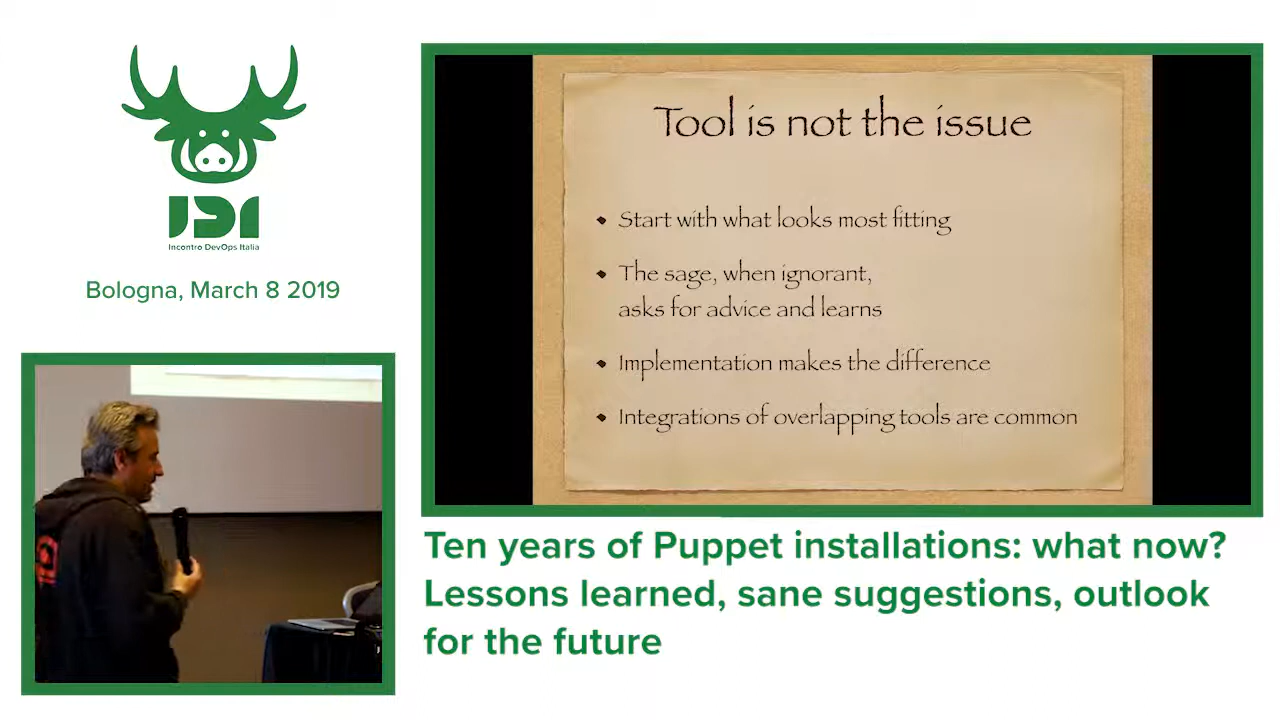 IDI
Incontro DevOps Italia
Bologna, March 8 2019
Tool is not the issue
Start with what looks most fitting
The sage, when ignorant,
asks for advice and learns
Implementation makes the difference
Integrations of overlapping tools are common
Ten years of Puppet installations: what now?
Lessons learned, sane suggestions, outlook
for the future